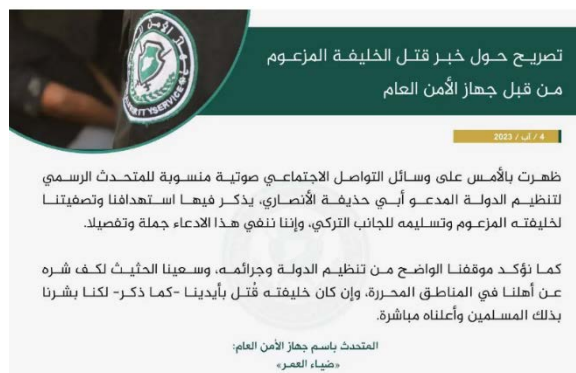 جهاز الأمن العام
RITYSERVICE
تصريح حول خبر قتل الخليفة المزعوم
من قبل جهاز الأمن العام
4 / آب / 2023
ظهرت بالأمس على وسائل التواصل الاجتماعي صوتية منسوبة للمتحدث الرسمي
لتنظيم الدولة المدعو أبي حذيفة الأنصاري، يذكر فيها استهدافنا وتصفيتنا
لخليفته المزعوم وتسليمه للجانب التركي، وإننا ننفي هذا الادعاء جملة وتفصيلا.
كما نؤكد موقفنا الواضح من تنظيم الدولة وجرائمه، وسعينا الحثيث لكف شره
عن أهلنا في المناطق المحررة، وإن كان خليفته قُتل بأيدينا -كما ذكر- لكنا بشرنا
بذلك المسلمين وأعلناه مباشرة.
المتحدث باسم جهاز الأمن العام:
«ضياء العمر»